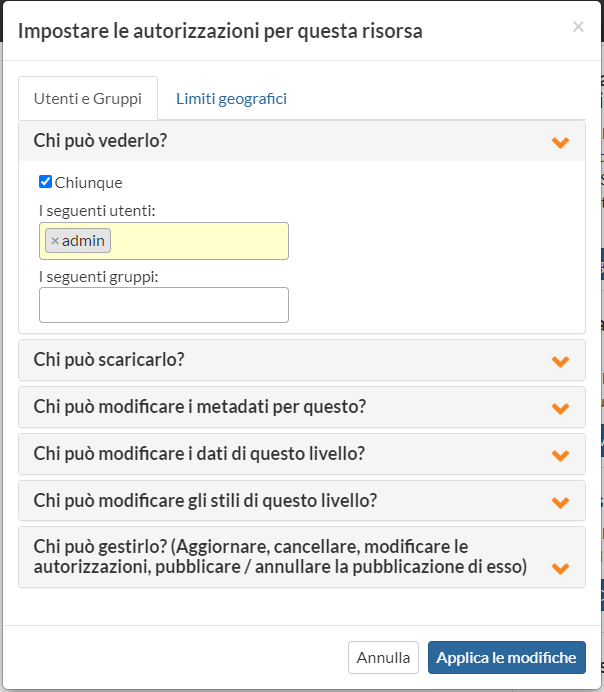 Impostare le autorizzazioni per questa risorsa
×
Utenti e Gruppi
Limiti geografici
Chi può vederlo?
Chiunque
I seguenti utenti:
×admin
I seguenti gruppi:
Chi può scaricarlo?
Chi può modificare i metadati per questo?
Chi può modificare i dati di questo livello?
Chi può modificare gli stili di questo livello?
Chi può gestirlo? (Aggiornare, cancellare, modificare le
autorizzazioni, pubblicare / annullare la pubblicazione di esso)
Annulla
Applica le modifiche